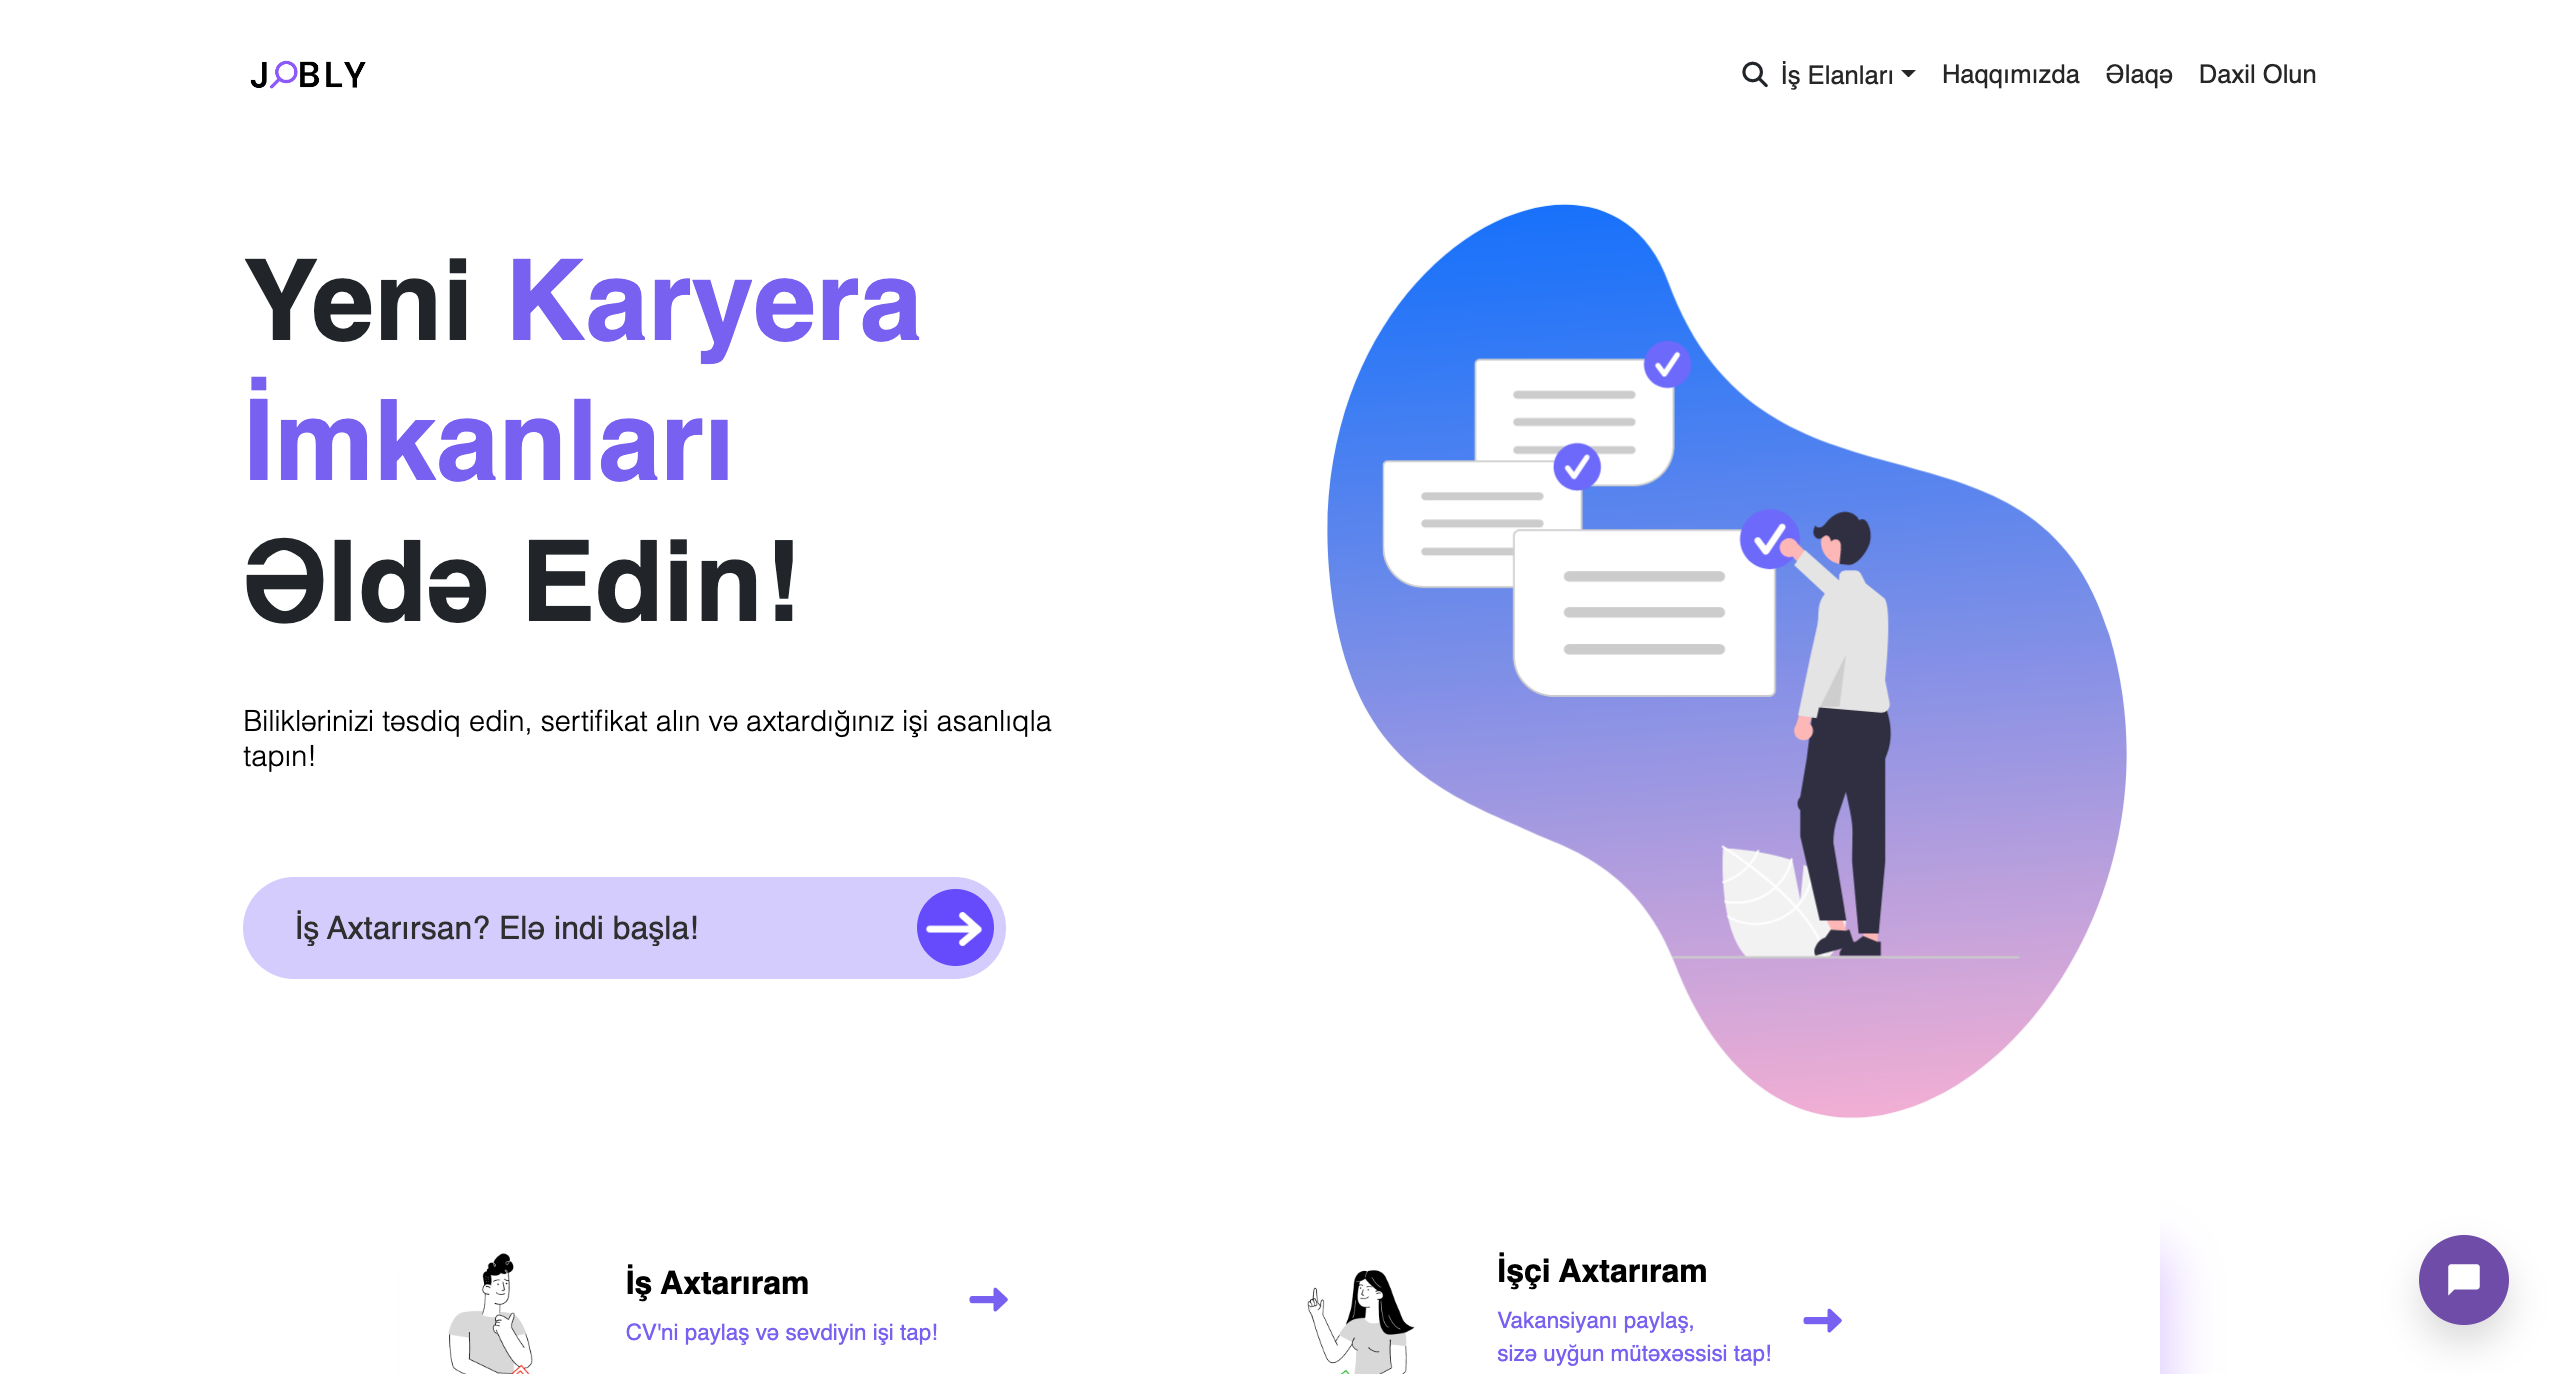 JOBLY
İş Elanları
Haqqımızda
Əlaqə
Daxil Olun
Yeni Karyera
İmkanları
Əldə Edin!
Biliklərinizi təsdiq edin, sertifikat alın və axtardığınız işi asanlıqla
tapın!
İş Axtarırsan? Elə indi başla!
İş Axtarıram
CV'ni paylaş və sevdiyin işi tap!
İşçi Axtarıram
Vakansiyanı paylaş,
sizə uyğun mütəxəssisi tap!